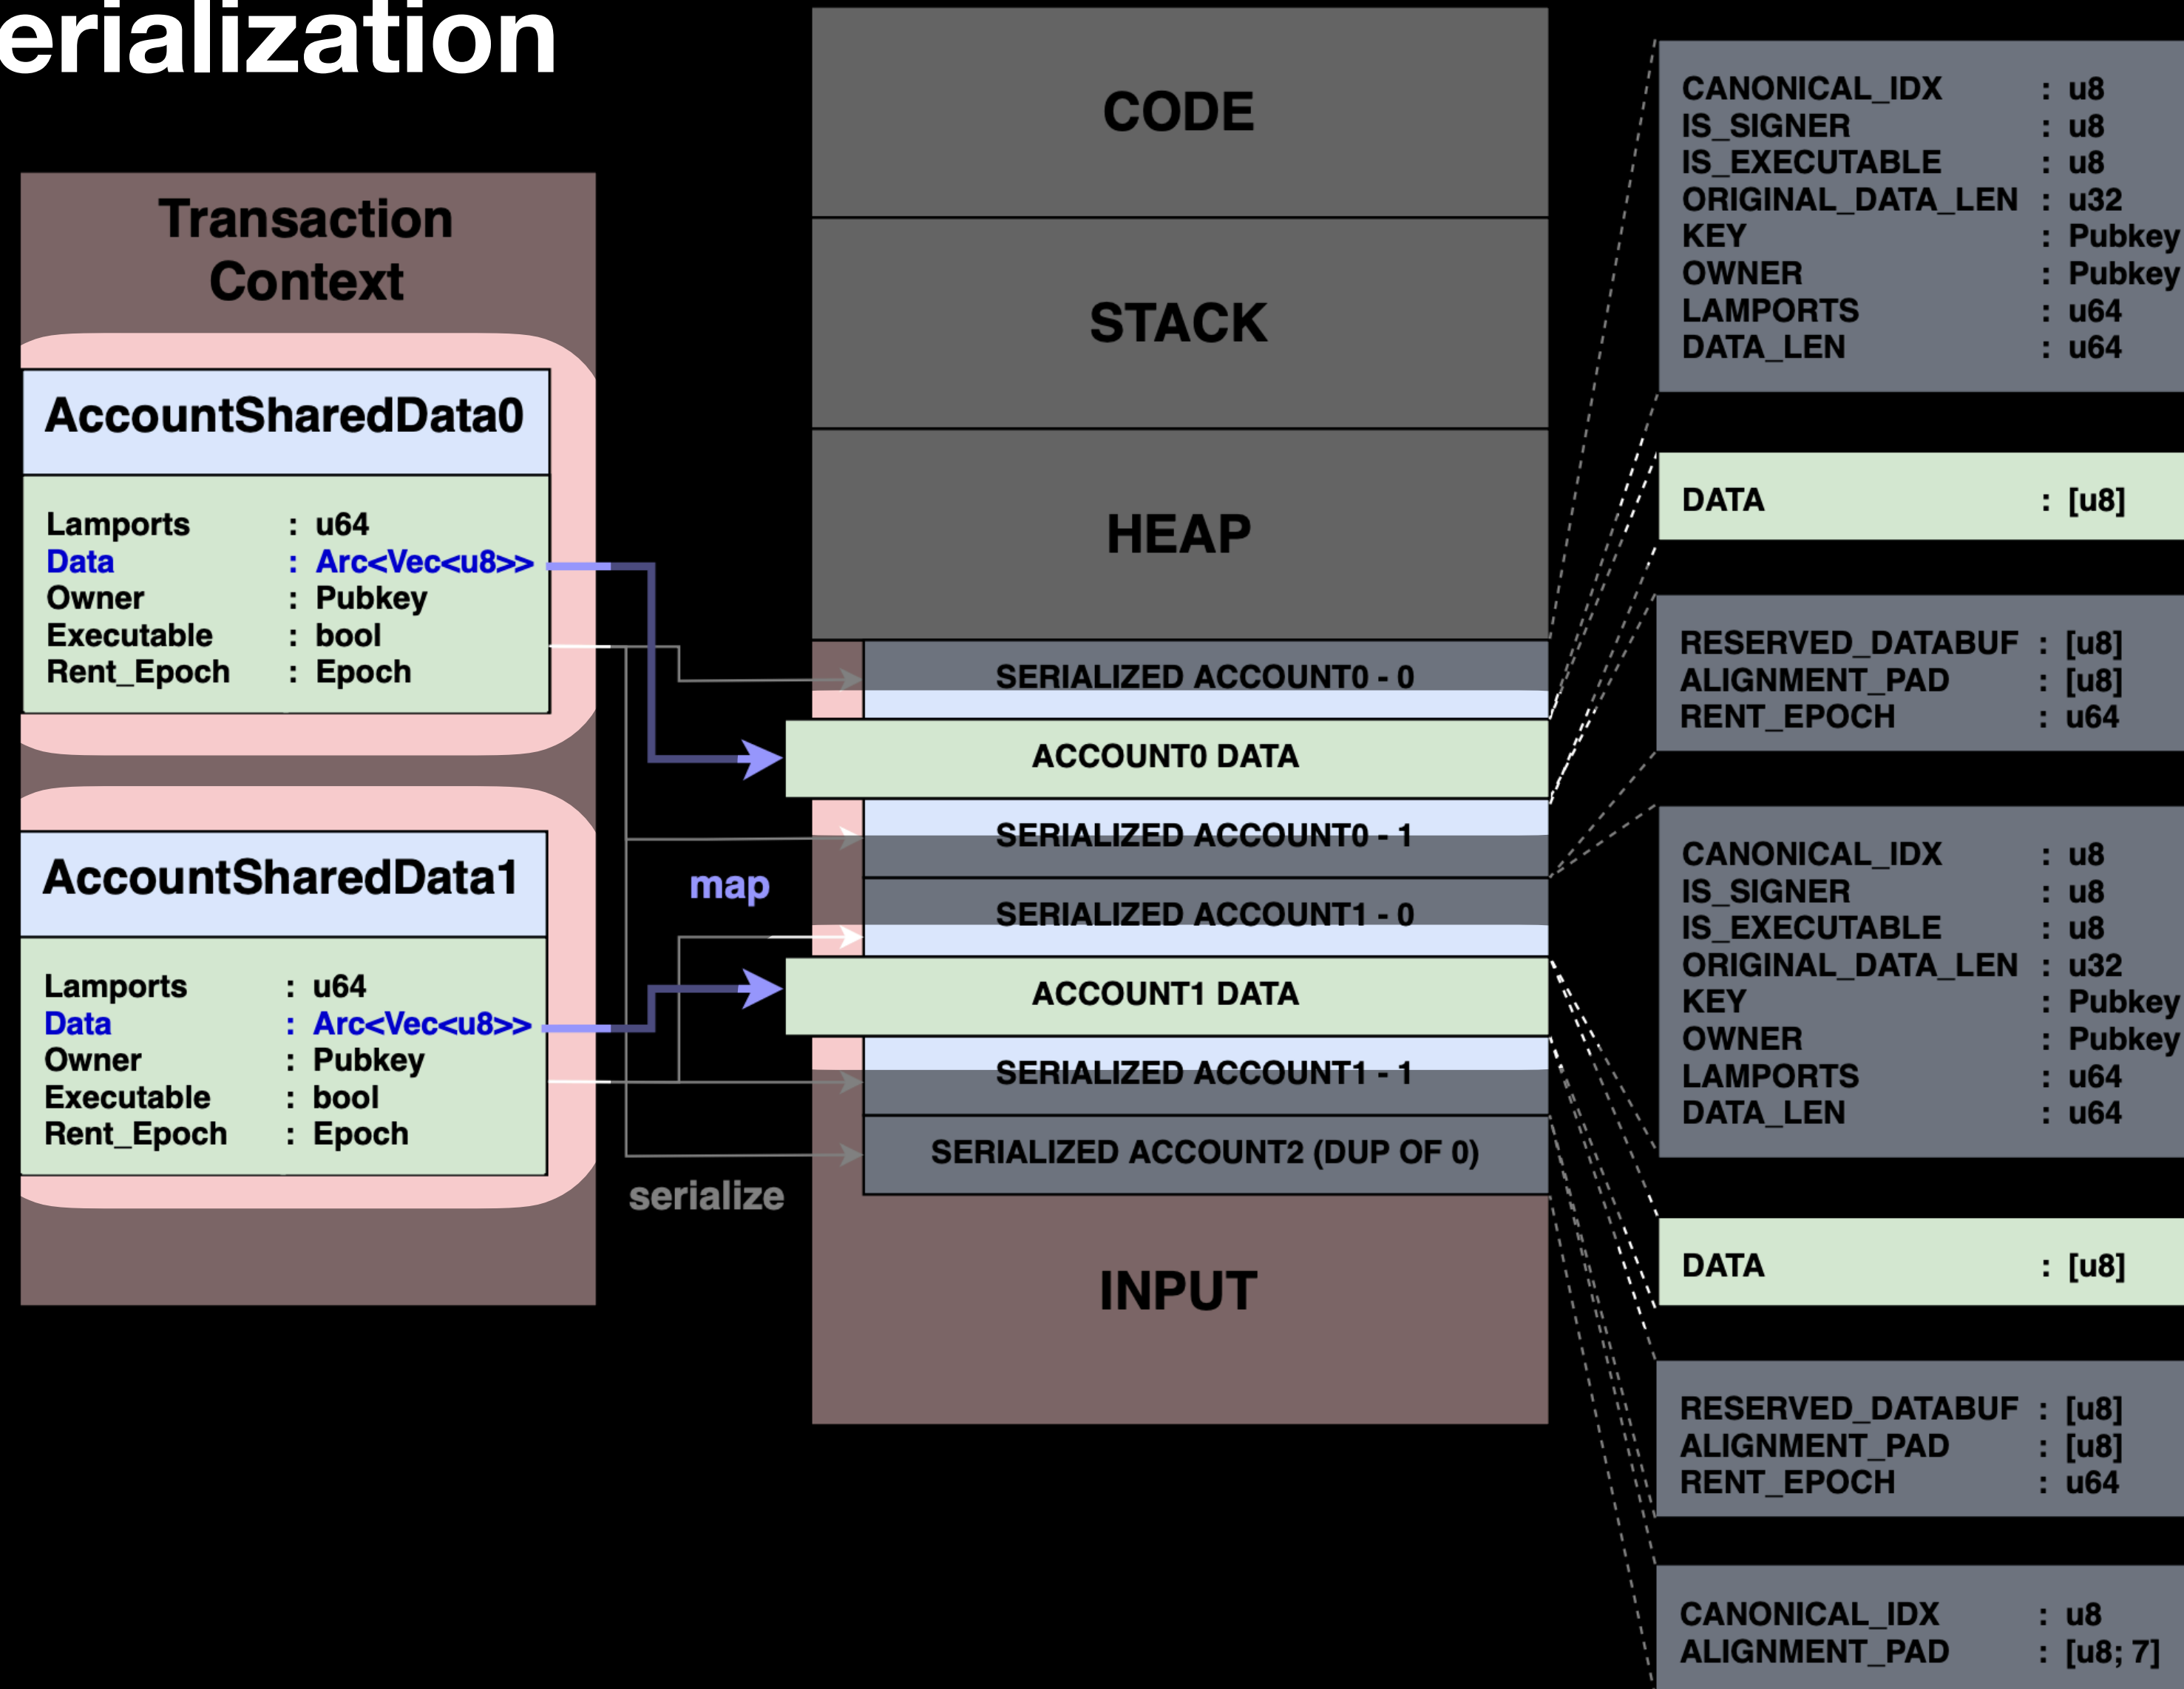 erialization
Transaction
Context
AccountSharedData0
Lamports : u64
Data : Arc<Vec<u8>>
Owner : Pubkey
Executable : bool
Rent_Epoch : Epoch
AccountSharedData1
Lamports : u64
Data : Arc<Vec<u8>>
Owner : Pubkey
Executable : bool
Rent_Epoch : Epoch
map
serialize
CODE
STACK
HEAP
SERIALIZED ACCOUNT0 - 0
ACCOUNT0 DATA
SERIALIZED ACCOUNT0 - 1
SERIALIZED ACCOUNT1 - 0
ACCOUNT1 DATA
SERIALIZED ACCOUNT1 - 1
SERIALIZED ACCOUNT2 (DUP OF 0)
INPUT
CANONICAL_IDX : u8
IS_SIGNER : u8
IS_EXECUTABLE : u8
ORIGINAL_DATA_LEN : u32
KEY : Pubkey
OWNER : Pubkey
LAMPORTS : u64
DATA_LEN : u64
DATA : [u8]
RESERVED_DATABUF : [u8]
ALIGNMENT_PAD : [u8]
RENT_EPOCH : u64
CANONICAL_IDX : u8
IS_SIGNER : u8
IS_EXECUTABLE : u8
ORIGINAL_DATA_LEN : u32
KEY : Pubkey
OWNER : Pubkey
LAMPORTS : u64
DATA_LEN : u64
DATA : [u8]
RESERVED_DATABUF : [u8]
ALIGNMENT_PAD : [u8]
RENT_EPOCH : u64
CANONICAL_IDX : u8
ALIGNMENT_PAD : [u8; 7]